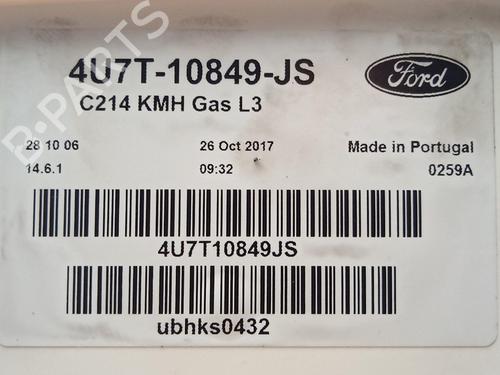 4U7T-10849-JS
Ford
C214 KMH Gas L3
28 10 06 26 Oct 2017 Made in Portugal
14.6.1 09:32 0259A
4U7T10849JS
ubhks0432
B-PARTS